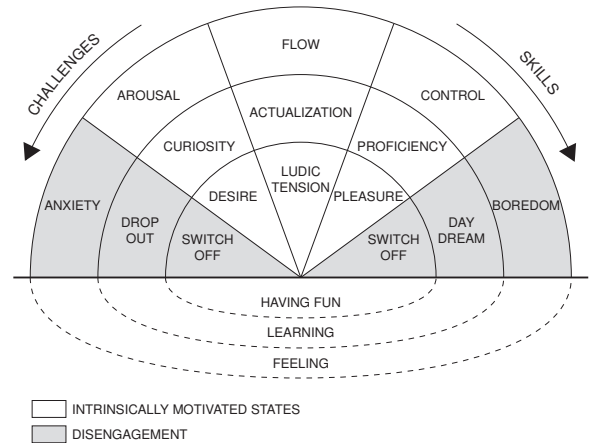 CHALLENGES
SKILLS
FLOW
AROUSAL
CONTROL
ACTUALIZATION
CURIOSITY
PROFICIENCY
LUDIC
TENSION
DESIRE
PLEASURE
ANXIETY
BOREDOM
DROP
OUT
DAY
DREAM
SWITCH
OFF
SWITCH
OFF
HAVING FUN
LEARNING
FEELING
INTRINSICALLY MOTIVATED STATES
DISENGAGEMENT